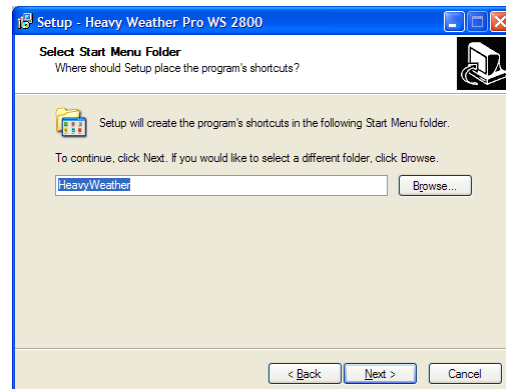 Setup - Heavy Weather Pro WS 2800
Select Start Menu Folder
Where should Setup place the program's shortcuts?
Setup will create the program's shortcuts in the following Start Menu folder.
To continue, click Next. If you would like to select a different folder, click Browse.
HeavyWeather
Browse...
< Back
Next >
Cancel